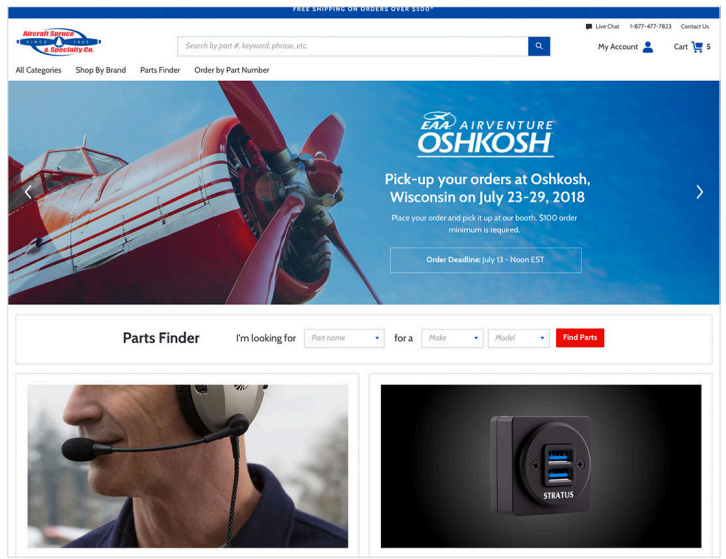 FREE SHIPPING ON ORDERS OVER $300*
Live Chat 1-877-477-7823 Contact Us
Aircraft Spruce
SINCE 1965
& Specialty Co.
Search by part #, keyword, phrase, etc.
My Account Cart 5
All Categories Shop By Brand Parts Finder Order by Part Number
EAA AIRVENTURE
OSHKOSH
Pick-up your orders at Oshkosh,
Wisconsin on July 23-29, 2018
Place your order and pick it up at our booth. $100 order
minimum is required.
Order Deadline: July 13 - Noon EST
Parts Finder I'm looking for Part name for a Make Model Find Parts
STRATUS